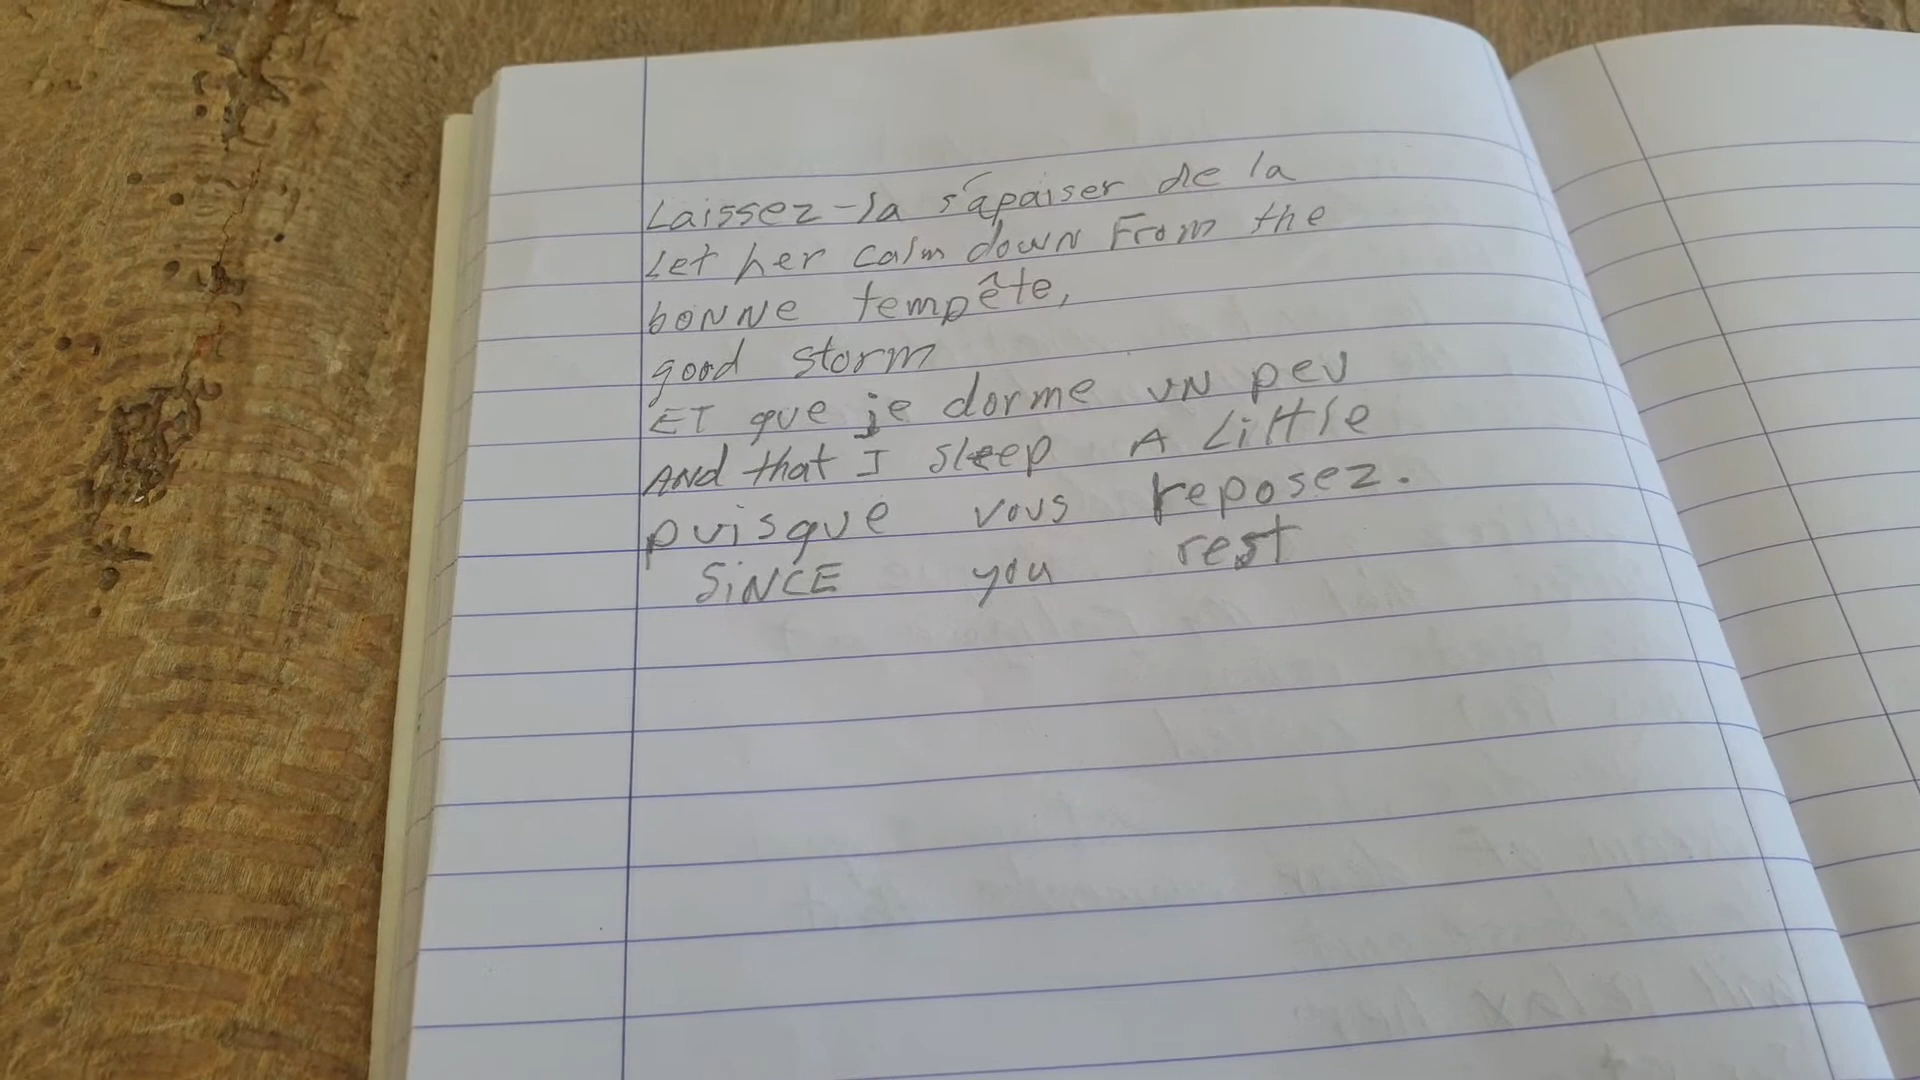 Laissez-la s'apaiser de la
Let her calm down From the
bonne tempête,
good storm
ET que je dorme un peu
And that I sleep A Little
puisque vous reposez.
SiNCE you rest